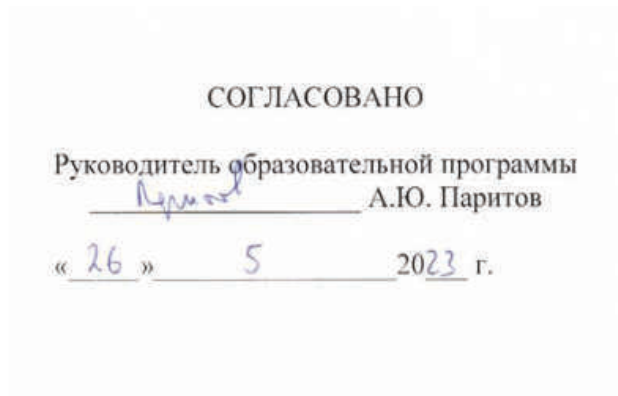 СОГЛАСОВАНО
Руководитель образовательной программы
А.Ю. Паритов
« 26 » 5 2023 г.